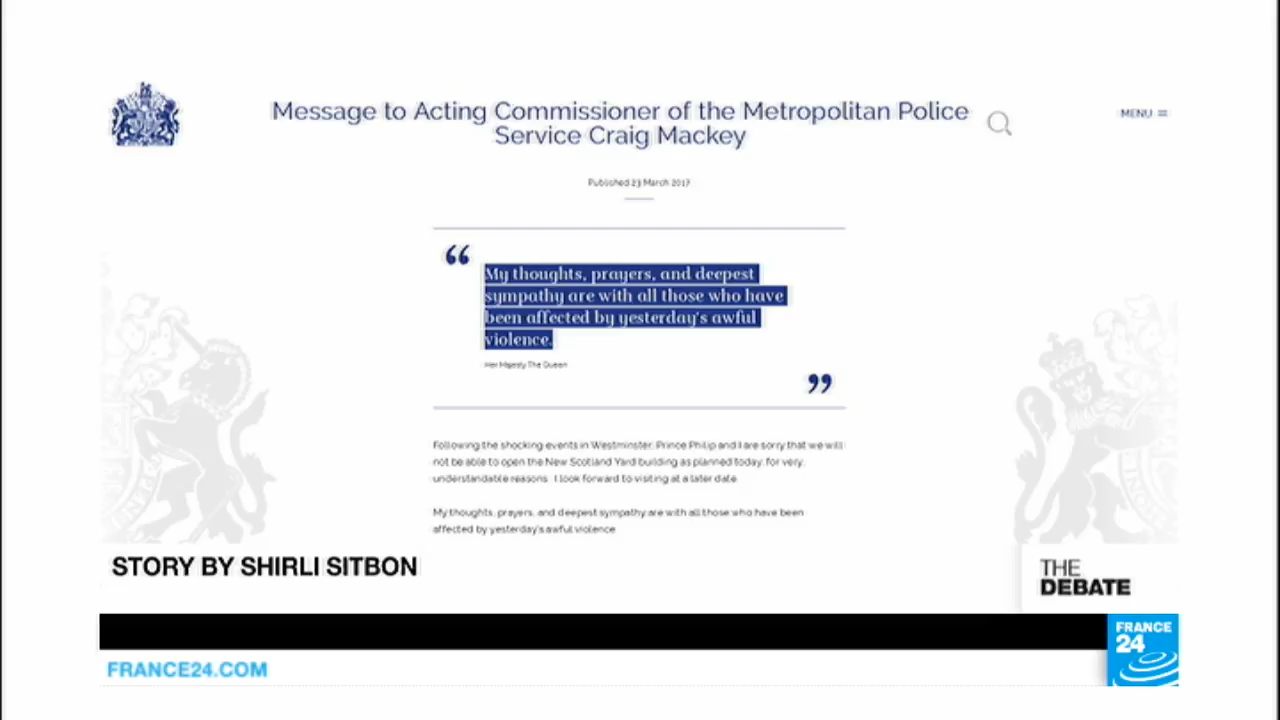 Message to Acting Commissioner of the Metropolitan Police
Service Craig Mackey
MENU
Published 23 March 2017
“
My thoughts, prayers, and deepest
sympathy are with all those who have
been affected by yesterday's awful
violence.
Her Majesty The Queen
”
Following the shocking events in Westminster, Prince Philip and I are sorry that we will
not be able to open the New Scotland Yard building as planned today, for very
understandable reasons. I look forward to visiting at a later date.
My thoughts, prayers, and deepest sympathy are with all those who have been
affected by yesterday's awful violence
STORY BY SHIRLI SITBON
THE
DEBATE
FRANCE
24
FRANCE24.COM